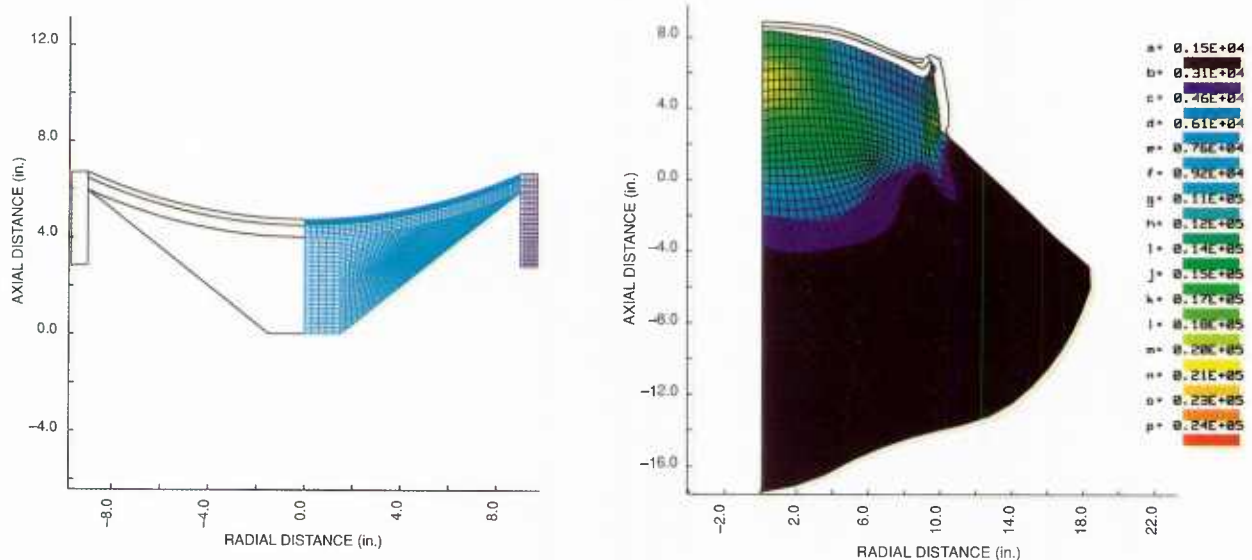 12.0
8.0
4.0
0.0
−4.0
AXIAL DISTANCE (in.)
−8.0
−4.0
0.0
4.0
8.0
RADIAL DISTANCE (in.)
8.0
4.0
0.0
−4.0
−8.0
−12.0
−16.0
AXIAL DISTANCE (in.)
−2.0
2.0
6.0
10.0
14.0
18.0
22.0
RADIAL DISTANCE (in.)
a= 0.15E+04
b= 0.31E+04
c= 0.46E+04
d= 0.61E+04
e= 0.76E+04
f= 0.92E+04
g= 0.11E+05
h= 0.12E+05
i= 0.14E+05
j= 0.15E+05
k= 0.17E+05
l= 0.18E+05
m= 0.20E+05
n= 0.21E+05
o= 0.23E+05
p= 0.24E+05